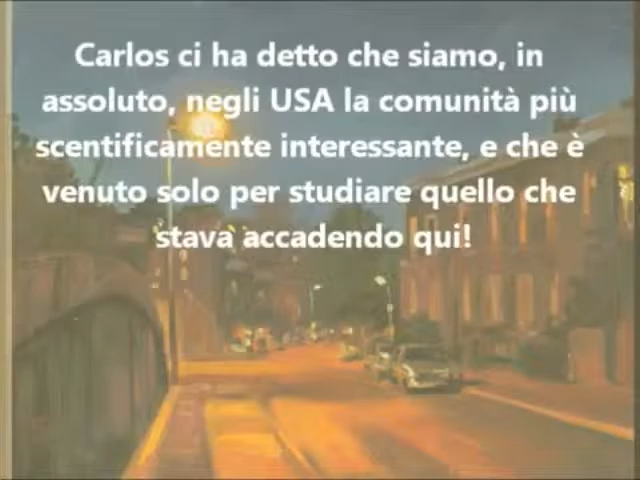 Carlos ci ha detto che siamo, in
assoluto, negli USA la comunità più
scentificamente interessante, e che è
venuto solo per studiare quello che
stava accadendo qui!